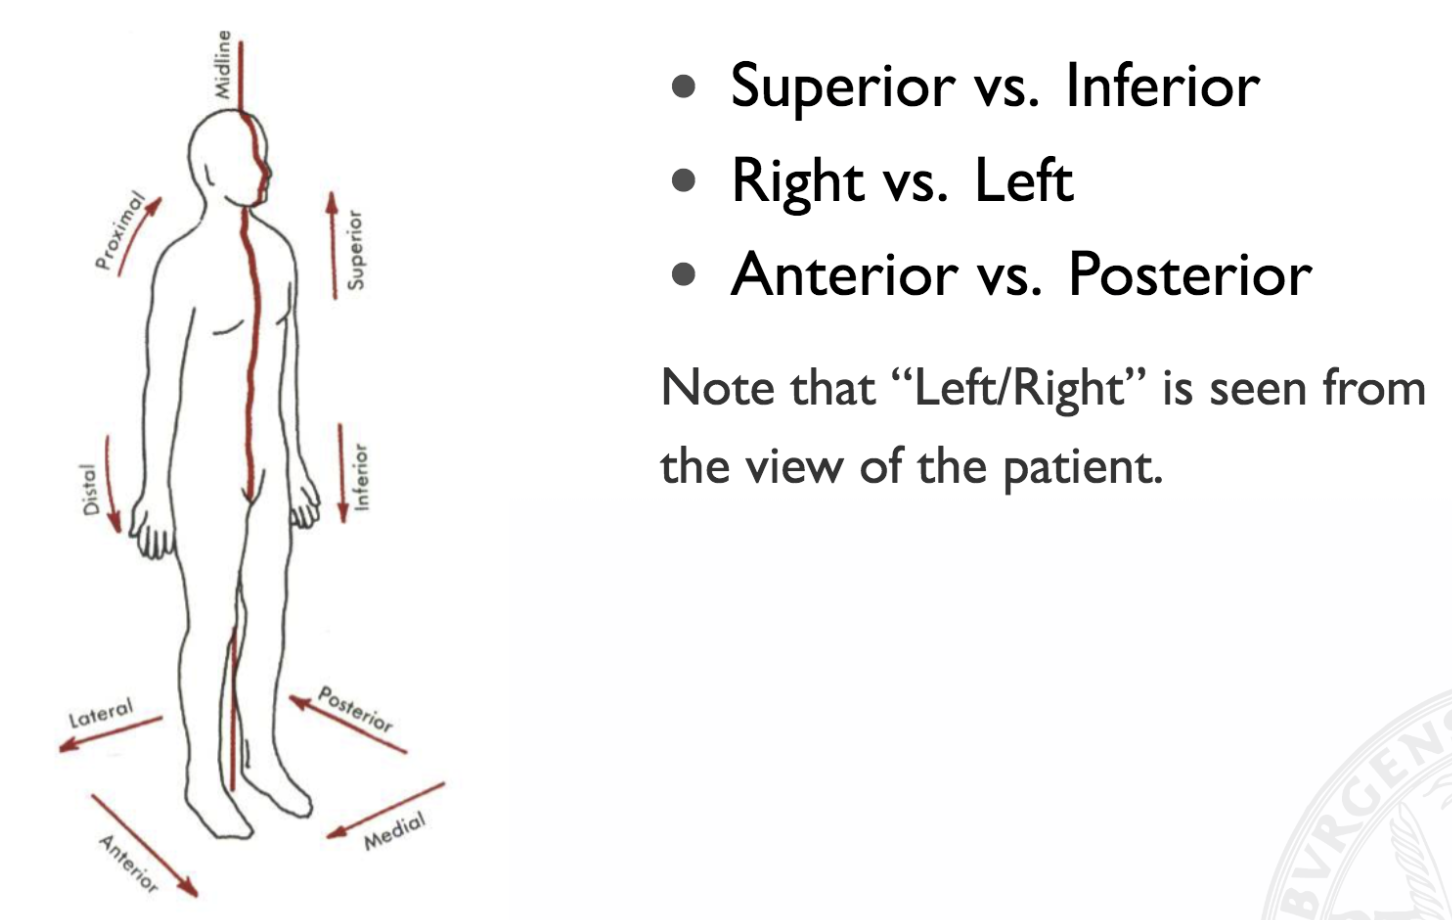 Midline
Proximal
Superior
Distal
Inferior
Lateral
Posterior
Anterior
Medial
• Superior vs. Inferior
• Right vs. Left
• Anterior vs. Posterior
Note that “Left/Right” is seen from
the view of the patient.
BVRGENS